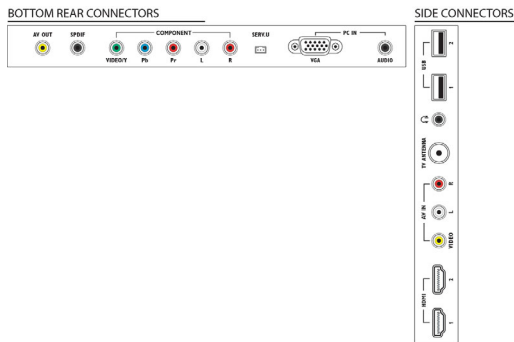 BOTTOM REAR CONNECTORS
AV OUT SPDIF COMPONENT SERV.U PC IN
VIDEO/Y Pb Pr L R VGA AUDIO
SIDE CONNECTORS
USB
2
1
TV ANTENNA
AV IN
R
L
VIDEO
HDMI
2
1